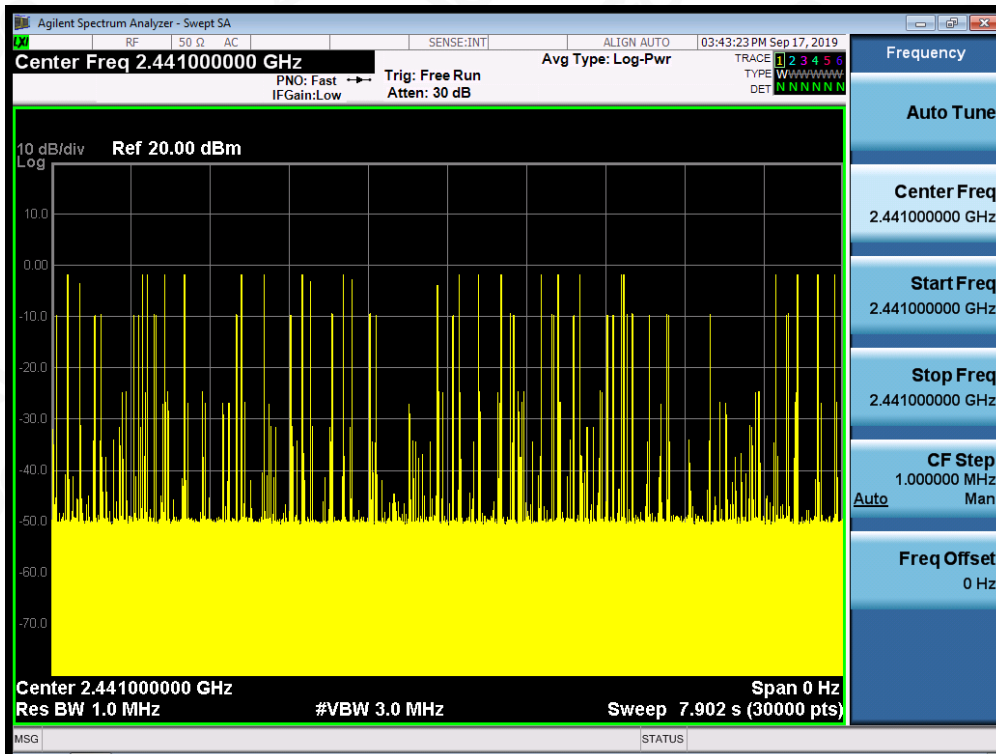 Agilent Spectrum Analyzer - Swept SA
LXI RF 50 Ω AC SENSE:INT ALIGN AUTO 03:43:23 PM Sep 17, 2019
Center Freq 2.441000000 GHz
PNO: Fast
IFGain:Low
Trig: Free Run
Atten: 30 dB
Avg Type: Log-Pwr
TRACE 1 2 3 4 5 6
TYPE WWWWWW
DET N N N N N N
10 dB/div Ref 20.00 dBm
Log
10.0
0.00
-10.0
-20.0
-30.0
-40.0
-50.0
-60.0
-70.0
Center 2.441000000 GHz Span 0 Hz
Res BW 1.0 MHz #VBW 3.0 MHz Sweep 7.902 s (30000 pts)
MSG STATUS
Frequency
Auto Tune
Center Freq
2.441000000 GHz
Start Freq
2.441000000 GHz
Stop Freq
2.441000000 GHz
CF Step
1.000000 MHz
Auto Man
Freq Offset
0 Hz